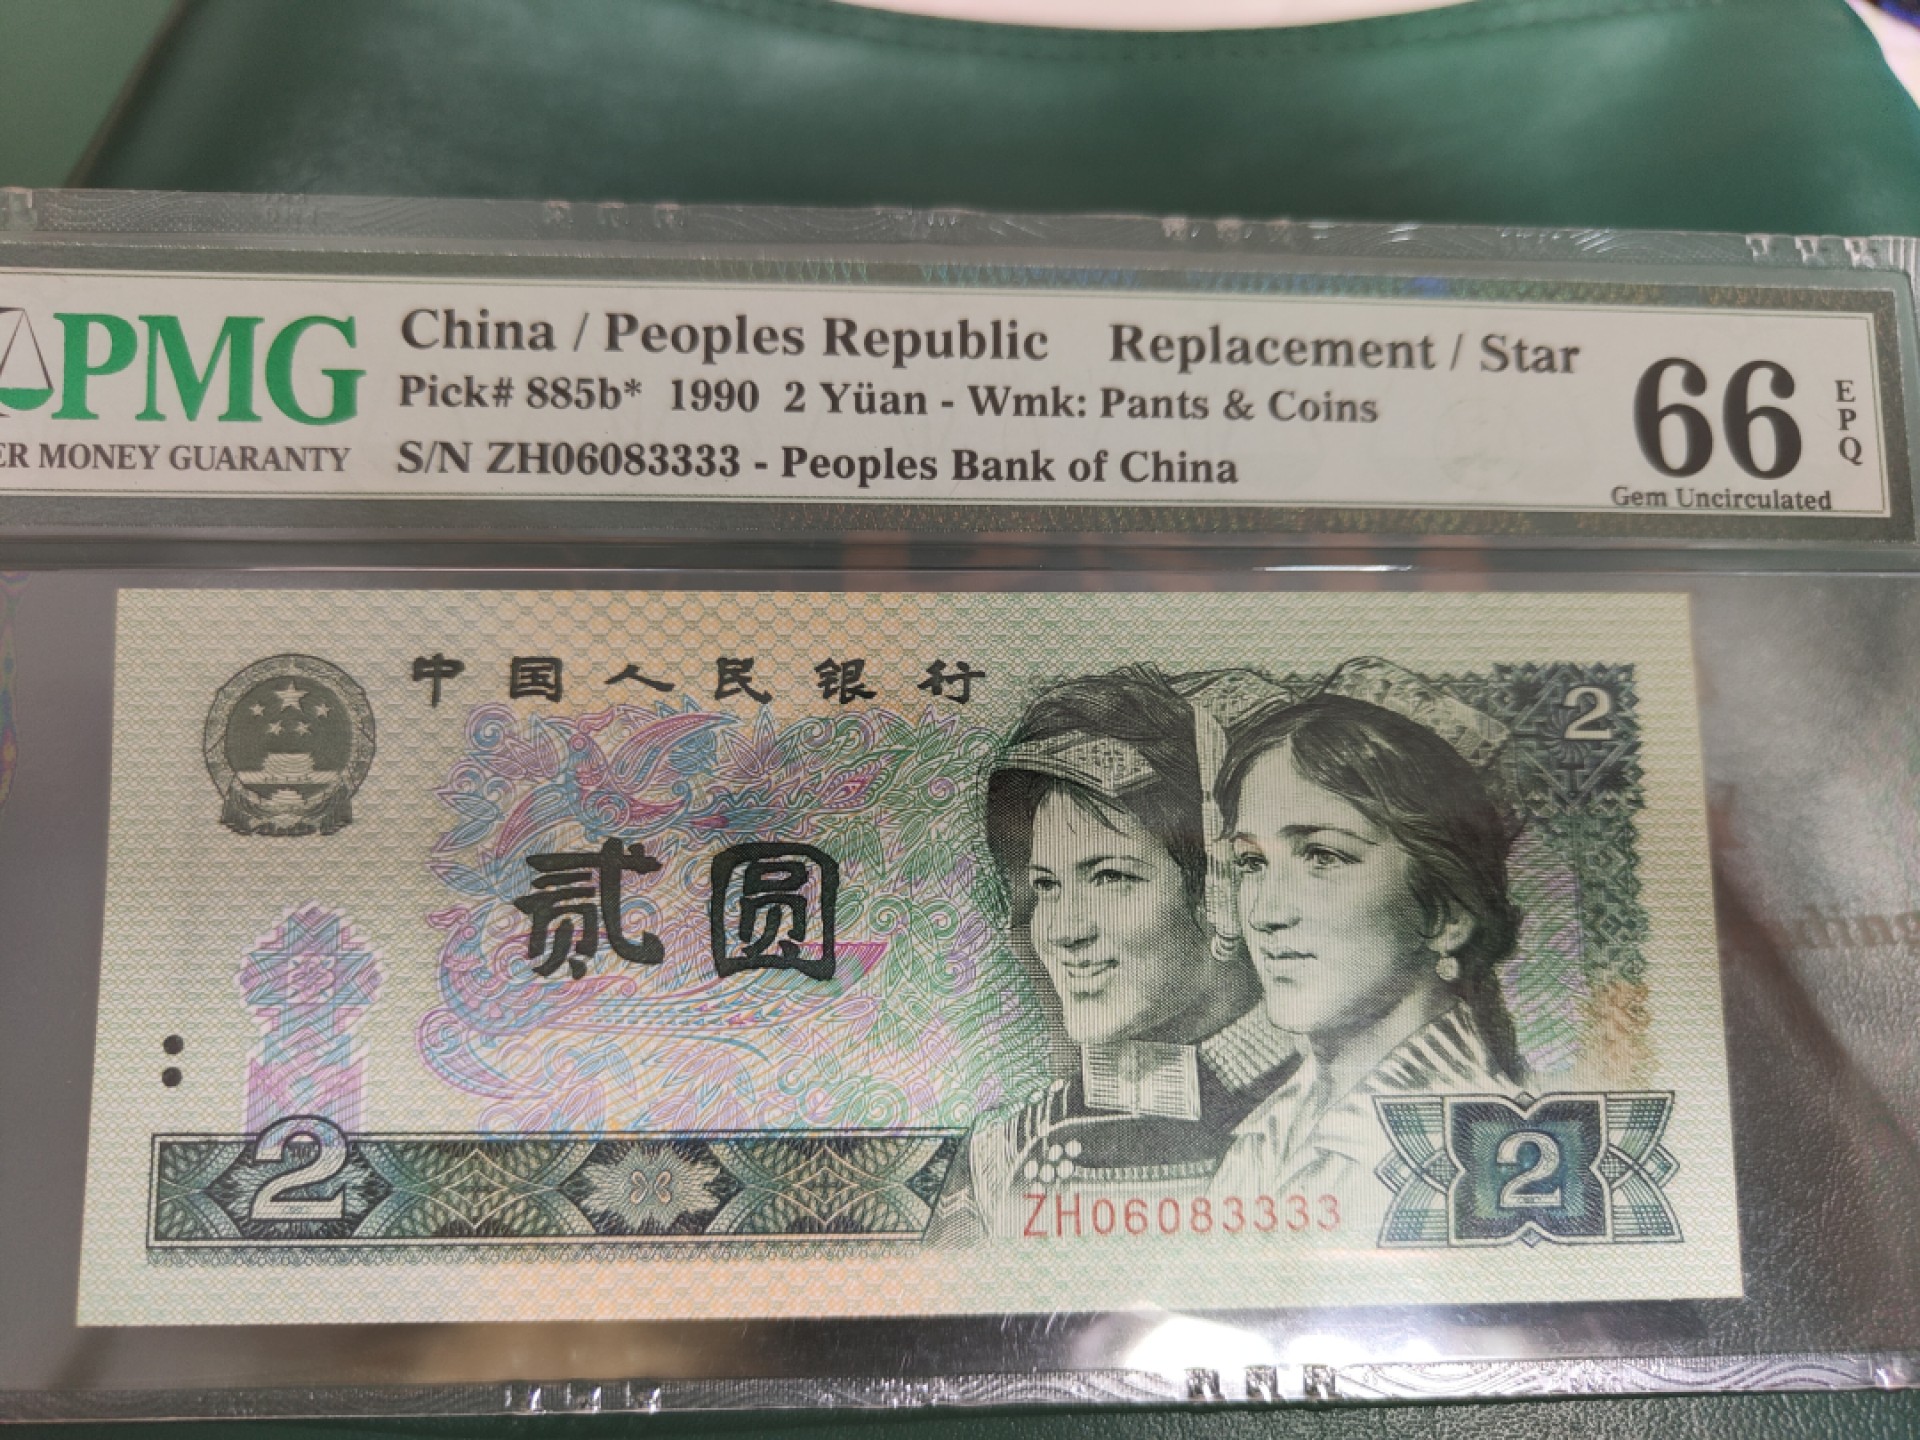 PMG
ER MONEY GUARANTY
China / Peoples Republic Replacement / Star
Pick# 885b* 1990 2 Yüan - Wmk: Pants & Coins
S/N ZH06083333 - Peoples Bank of China
66 EPQ
Gem Uncirculated
中国人民银行
2
贰圆
2
ZH06083333
2